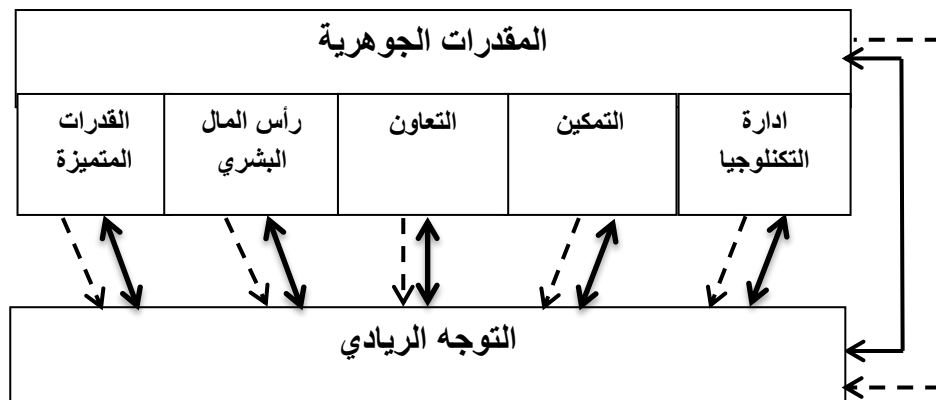 المقدرات الجوهرية
ادارة
التكنلوجيا
التمكين
التعاون
رأس المال
البشري
القدرات
المتميزة
التوجه الريادي